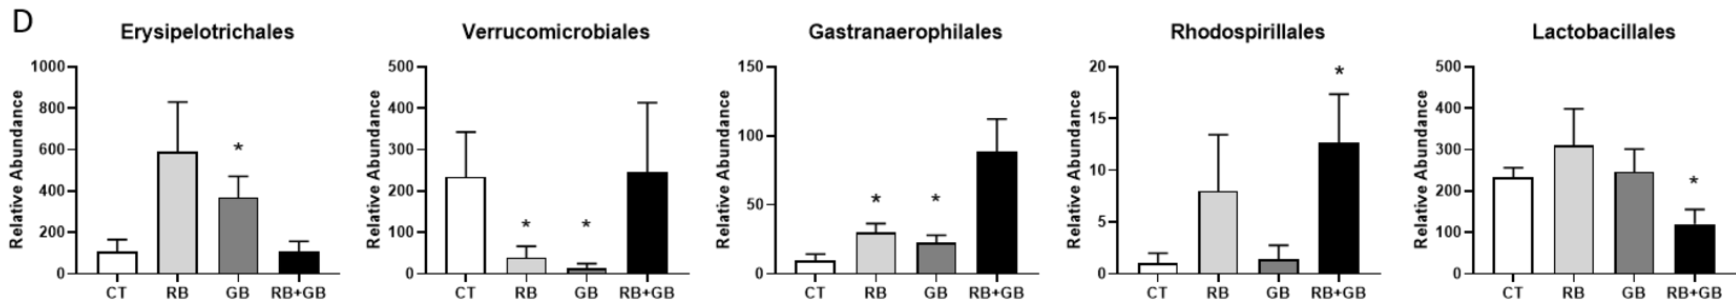 D
Erysipelotrichales
Relative Abundance
1000
800
600
400
200
0
*
CT RB GB RB+GB
Verrucomicrobiales
Relative Abundance
500
400
300
200
100
0
* *
CT RB GB RB+GB
Gastranaerophilales
Relative Abundance
150
100
50
0
* *
CT RB GB RB+GB
Rhodospirillales
Relative Abundance
20
15
10
5
0
*
CT RB GB RB+GB
Lactobacillales
Relative Abundance
500
400
300
200
100
0
*
CT RB GB RB+GB